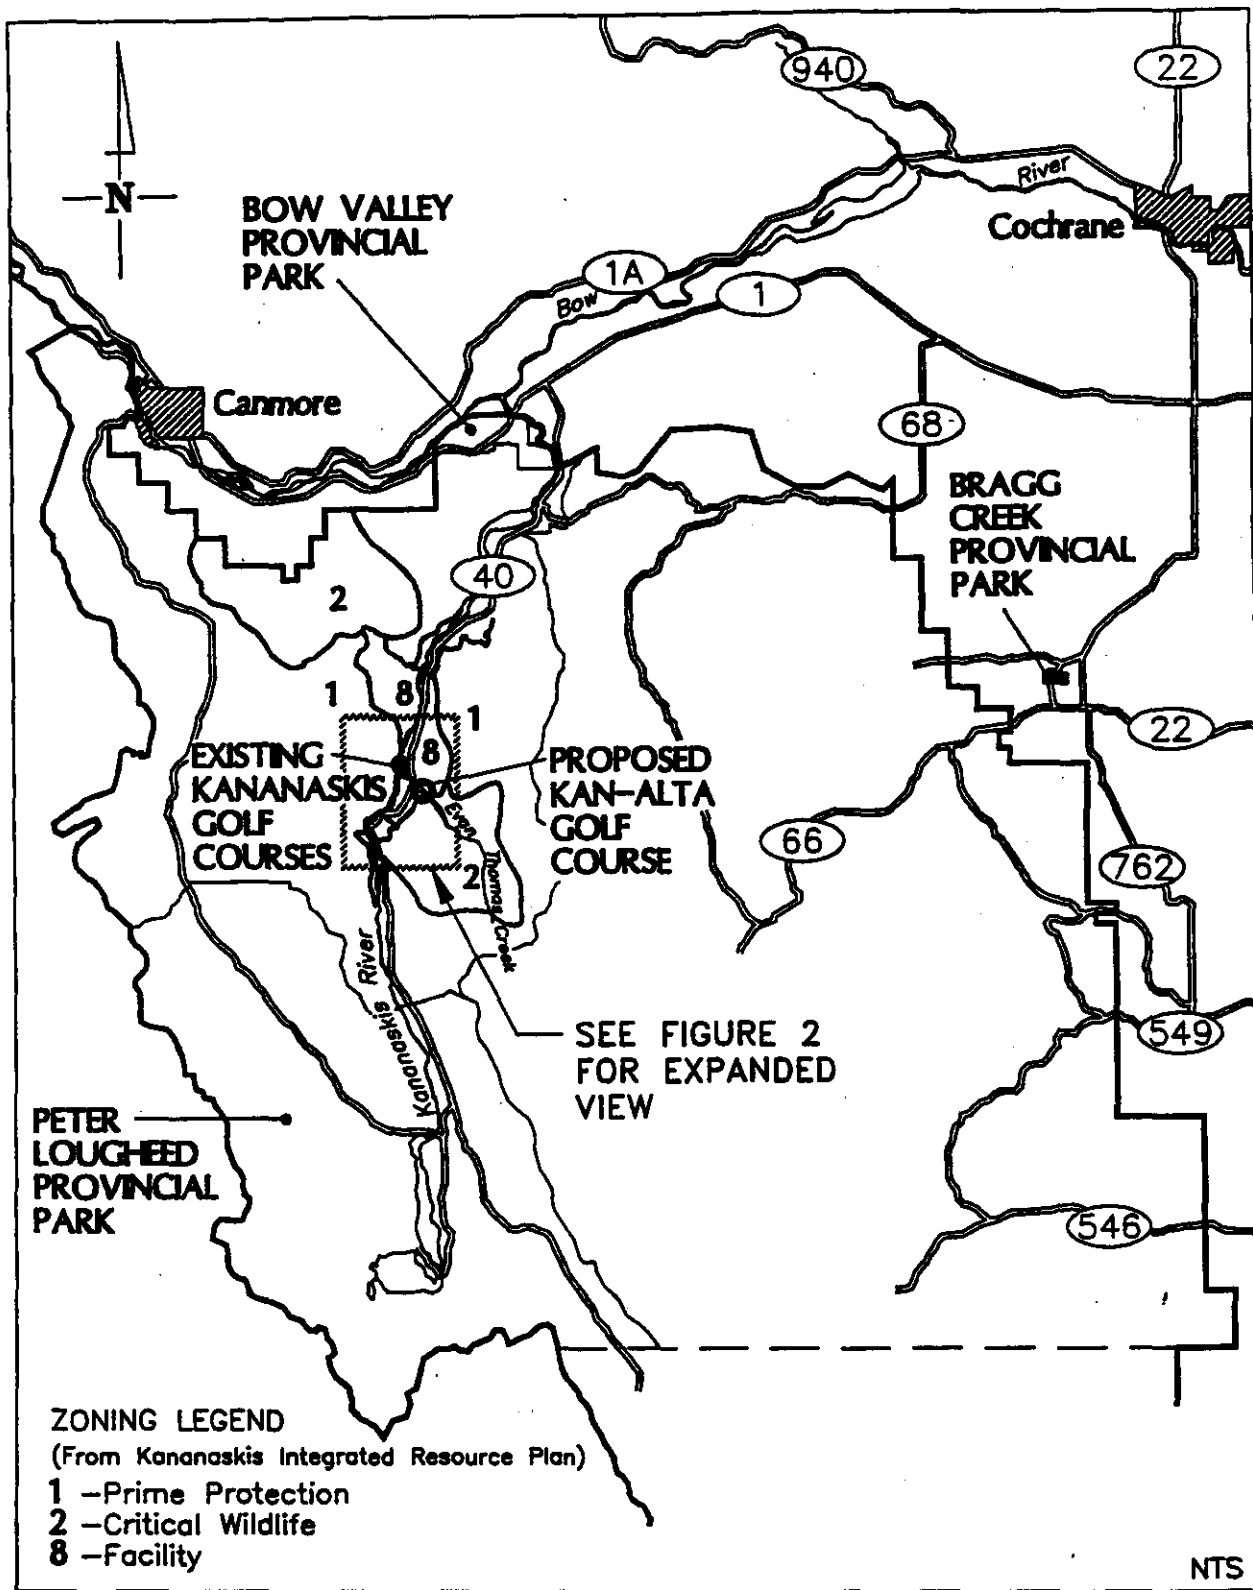 940
22
N
BOW VALLEY
PROVINCIAL
PARK
River
Cochrane
1A
Bow
1
Canmore
68
BRAGG
CREEK
PROVINCIAL
PARK
40
2
1
8
1
22
EXISTING
KANANASKIS
GOLF
COURSES
8
PROPOSED
KAN-ALTA
GOLF
COURSE
Evan
Thomas
Creek
2
66
762
Kananaskis River
SEE FIGURE 2
FOR EXPANDED
VIEW
549
PETER
LOUGHEED
PROVINCIAL
PARK
546
ZONING LEGEND
(From Kananaskis Integrated Resource Plan)
1 -Prime Protection
2 -Critical Wildlife
8 -Facility
NTS